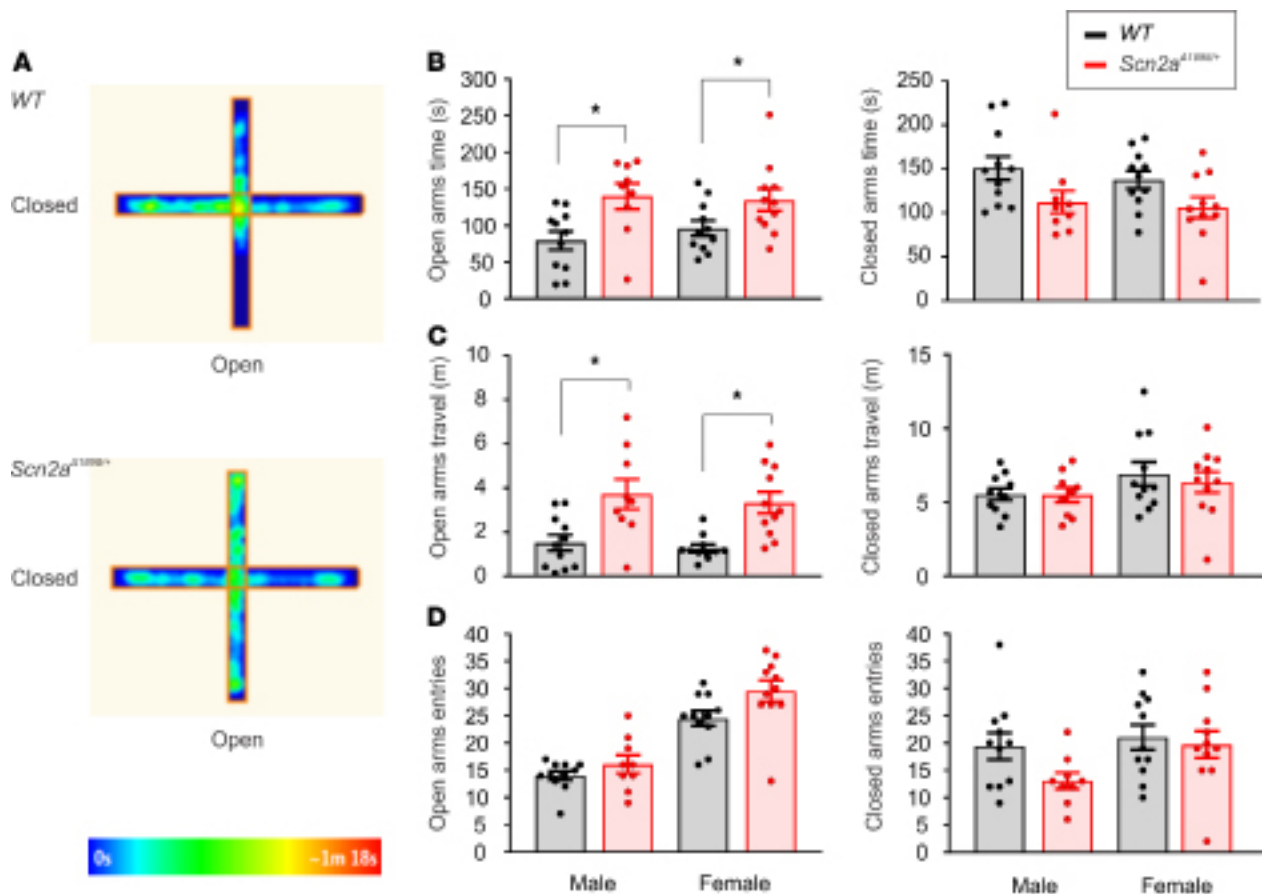 WT
Scn2a
A
WT
Closed
Open
Scn2a
Closed
Open
0s
~1m 18s
B
Open arms time (s)
300
250
200
150
100
50
0
*
*
Closed arms time (s)
250
200
150
100
50
0
C
Open arms travel (m)
10
8
6
4
2
0
*
*
Closed arms travel (m)
15
10
5
0
D
Open arms entries
40
35
30
25
20
15
10
5
0
Male
Female
Closed arms entries
40
35
30
25
20
15
10
5
0
Male
Female